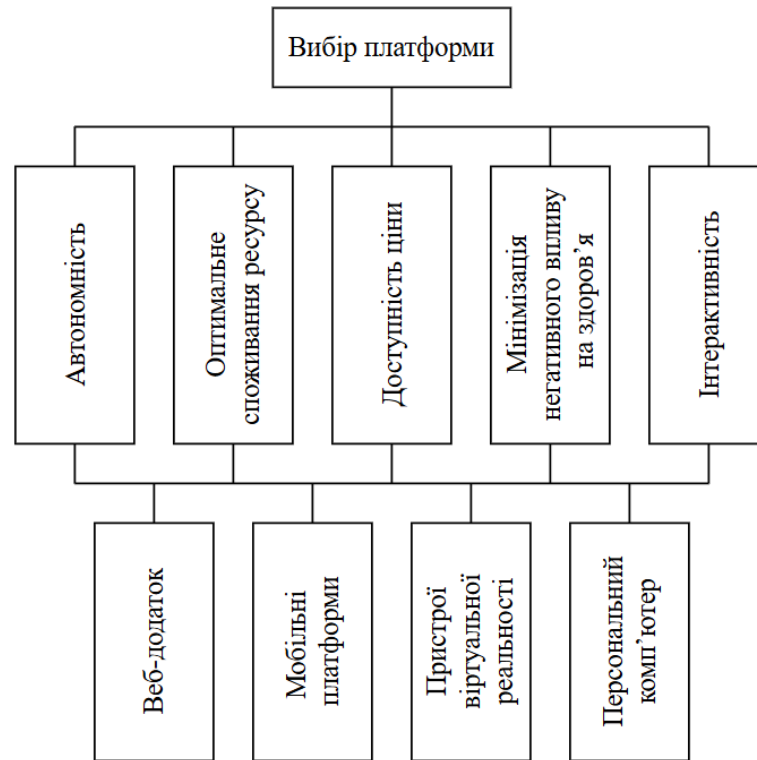 Вибір платформи
Автономність
Оптимальне
споживання ресурсу
Доступність ціни
Мінімізація
негативного впливу
на здоров’я
Інтерактивність
Веб-додаток
Мобільні
платформи
Пристрої
віртуальної
реальності
Персональний
комп’ютер